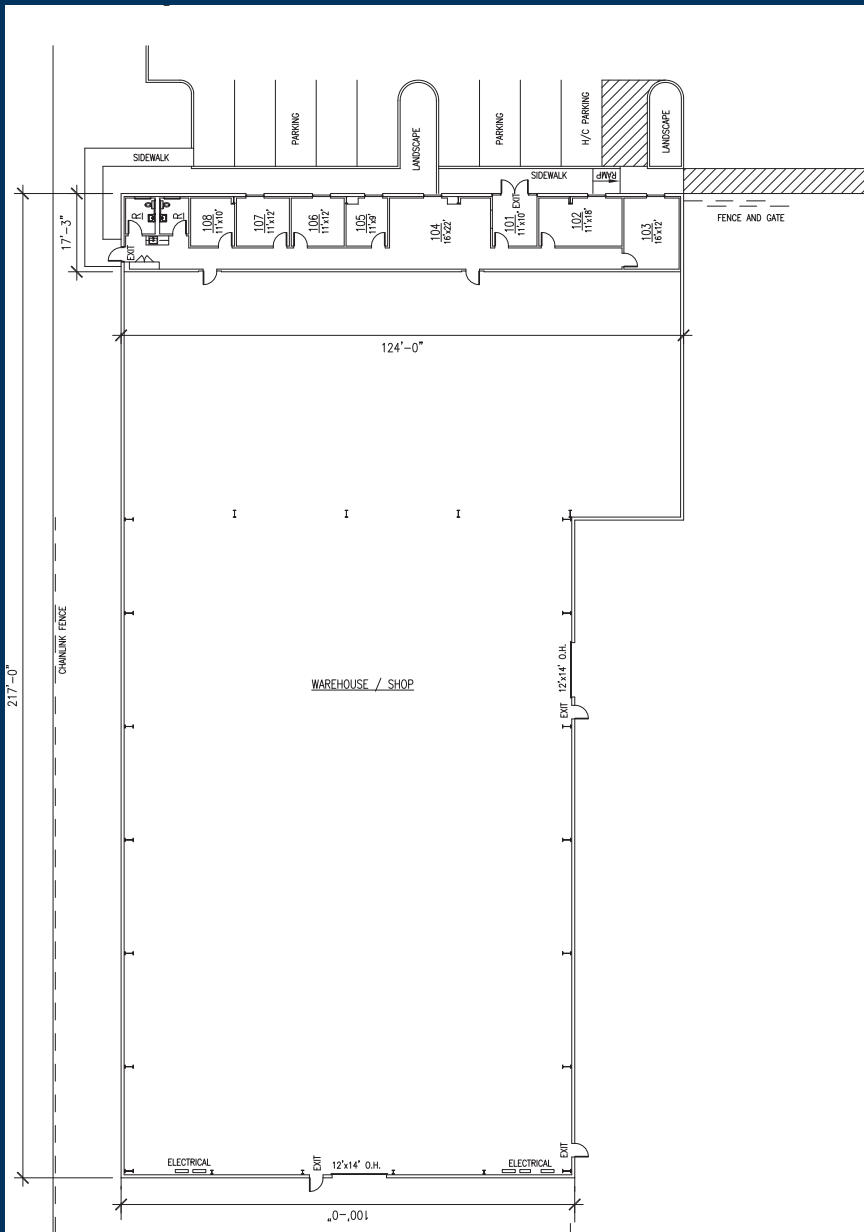 PARKING
PARKING
H/C PARKING
LANDSCAPE
LANDSCAPE
SIDEWALK
SIDEWALK
RAMP
FENCE AND GATE
17'-3"
R
R
108
11'x10'
107
11'x12'
106
11'x12'
105
11'x9'
104
16'x22'
101
11'x10'
EXIT
102
11'x18'
103
16'x12'
EXIT
124'-0"
CHAINLINK FENCE
217'-0"
WAREHOUSE / SHOP
12'x14' O.H.
EXIT
EXIT
ELECTRICAL
EXIT
12'x14' O.H.
ELECTRICAL
100'-0"